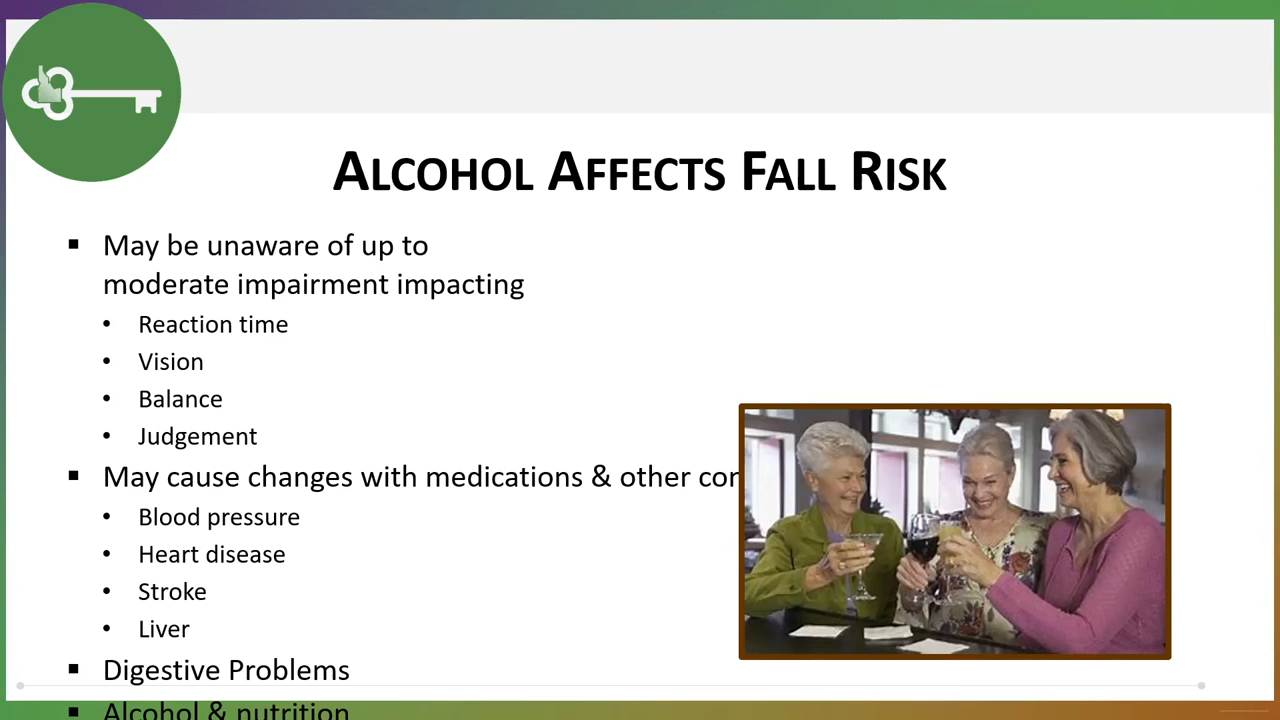 ALCOHOL AFFECTS FALL RISK
▪ May be unaware of up to
moderate impairment impacting
• Reaction time
• Vision
• Balance
• Judgement
▪ May cause changes with medications & other
• Blood pressure
• Heart disease
• Stroke
• Liver
▪ Digestive Problems
▪ Alcohol & nutrition